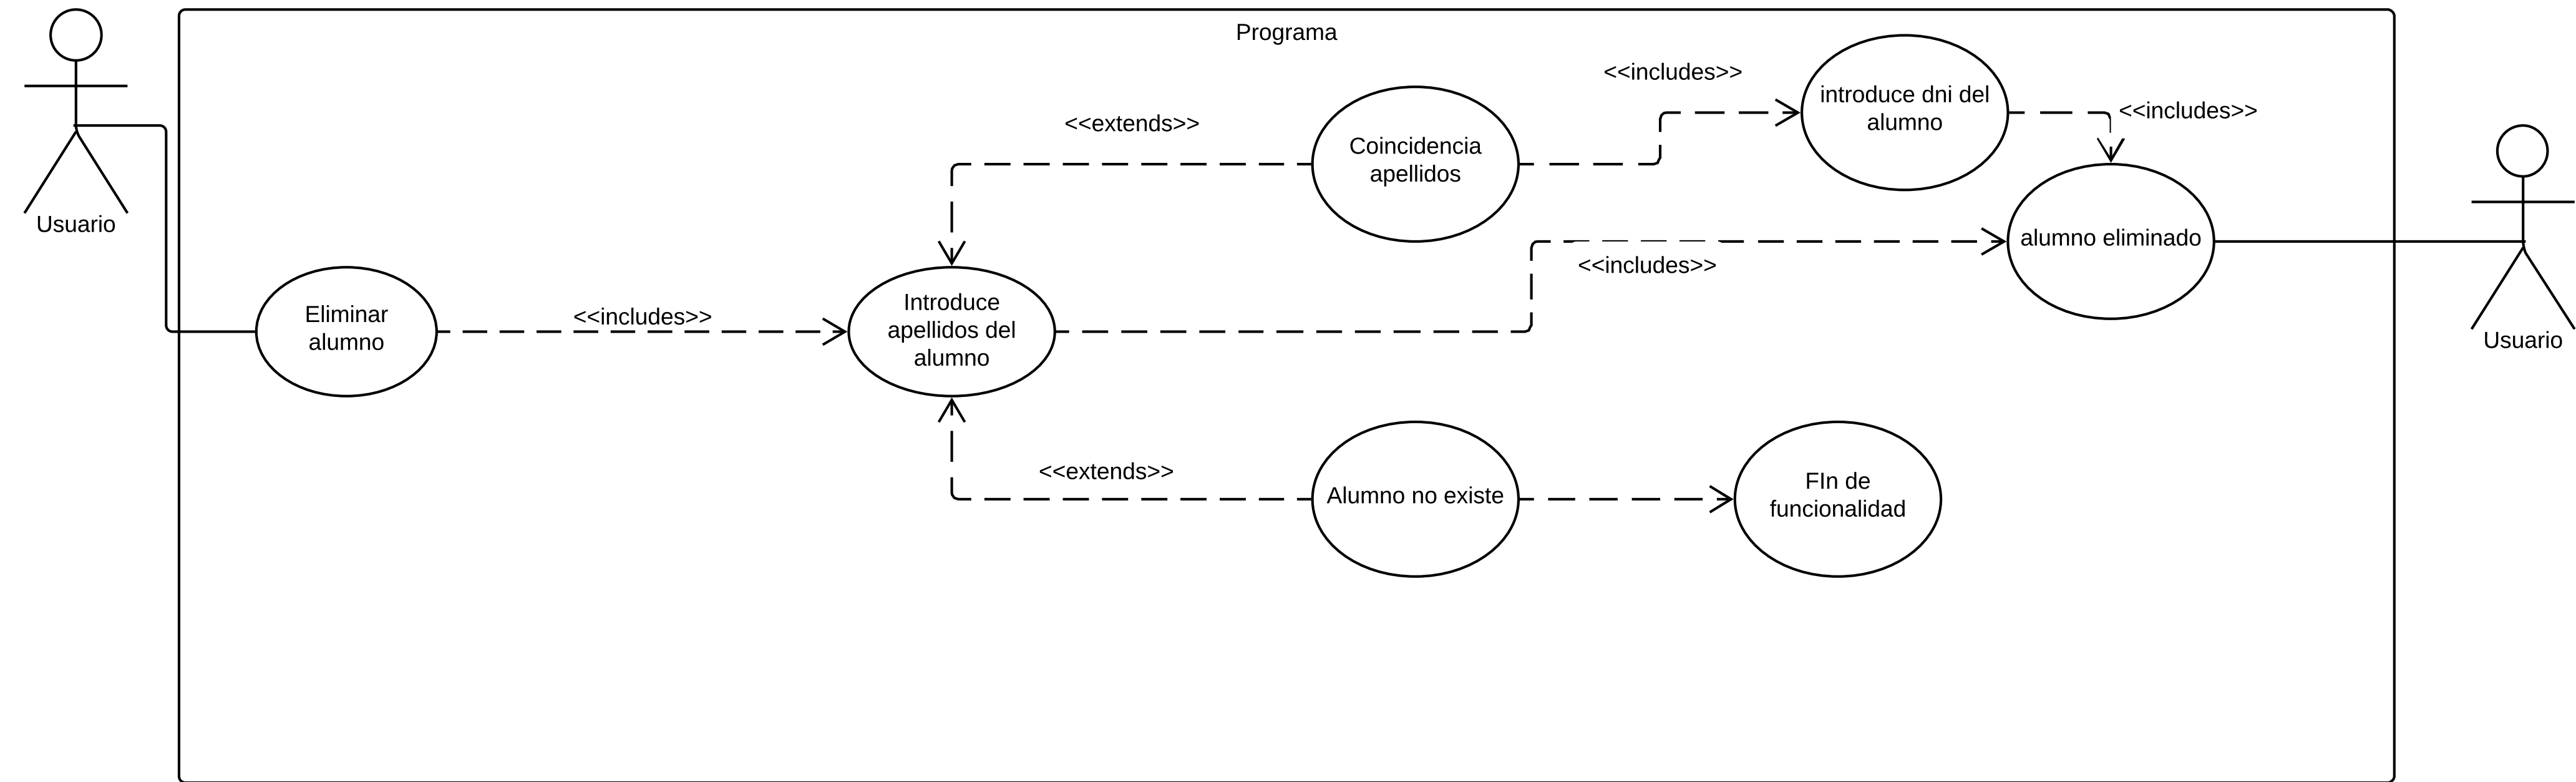 Programa
<<includes>>
introduce dni del
alumno
<<includes>>
<<extends>>
Coincidencia
apellidos
Usuario
alumno eliminado
<<includes>>
Eliminar
alumno
<<includes>>
Introduce
apellidos del
alumno
Usuario
<<extends>>
Alumno no existe
FIn de
funcionalidad